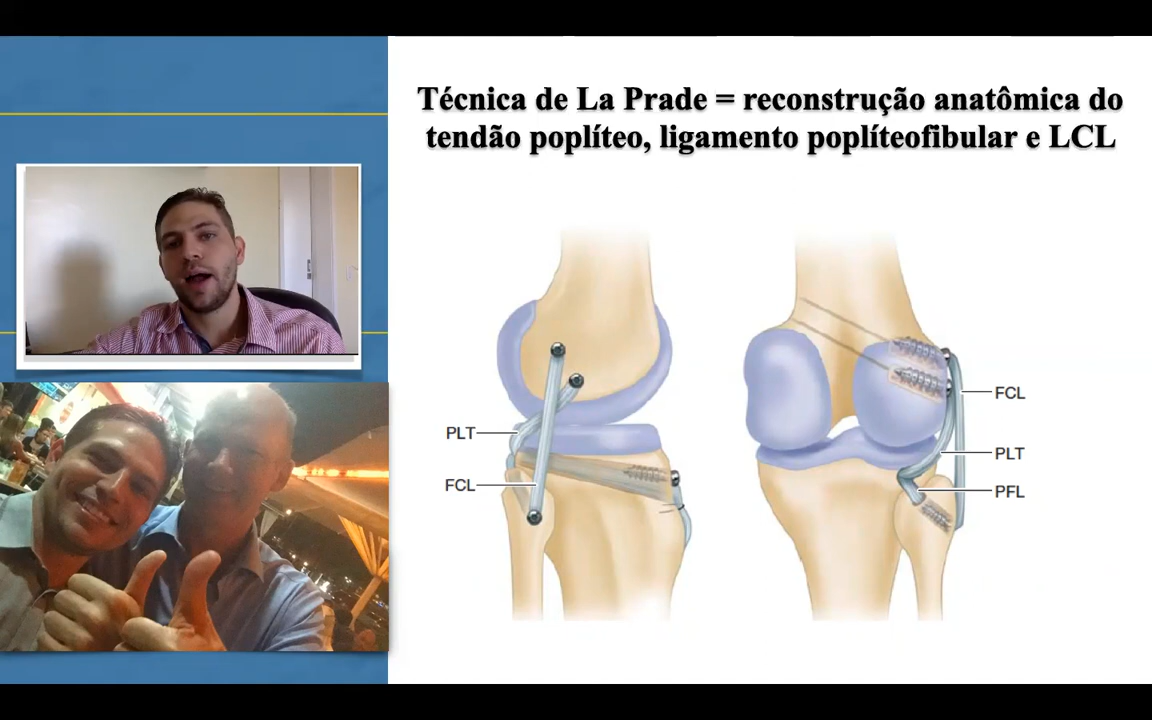 Técnica de La Prade = reconstrução anatômica do
tendão poplíteo, ligamento poplíteofibular e LCL
PLT
FCL
FCL
PLT
PFL